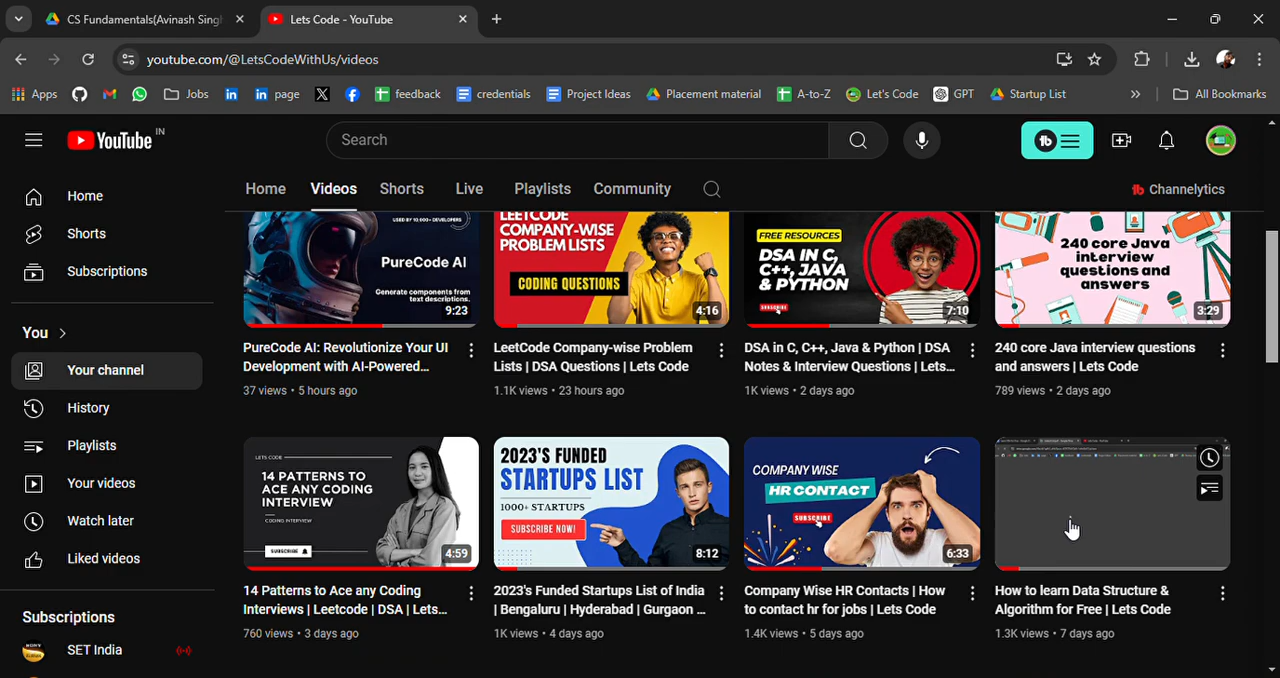 CS Fundamentals(Avinash Singh
Lets Code - YouTube
youtube.com/@LetsCodeWithUs/videos
Apps
Jobs
page
feedback
credentials
Project Ideas
Placement material
A-to-Z
Let's Code
GPT
Startup List
All Bookmarks
YouTube IN
Search
Home
Videos
Shorts
Live
Playlists
Community
Channelytics
Home
Shorts
Subscriptions
You
Your channel
History
Playlists
Your videos
Watch later
Liked videos
Subscriptions
SET India
USED BY 10,000+ DEVELOPERS
PureCode AI
Generate components from
text descriptions.
9:23
PureCode AI: Revolutionize Your UI
Development with AI-Powered...
37 views • 5 hours ago
LEETCODE
COMPANY-WISE
PROBLEM LISTS
CODING QUESTIONS
4:16
LeetCode Company-wise Problem
Lists | DSA Questions | Lets Code
1.1K views • 23 hours ago
FREE RESOURCES
DSA IN C,
C++, JAVA
& PYTHON
SUBSCRIBE
7:10
DSA in C, C++, Java & Python | DSA
Notes & Interview Questions | Lets...
1K views • 2 days ago
240 core Java
interview
questions and
answers
3:29
240 core Java interview questions
and answers | Lets Code
789 views • 2 days ago
LETS CODE
14 PATTERNS TO
ACE ANY CODING
INTERVIEW
CODING INTERVIEW
SUBSCRIBE
4:59
14 Patterns to Ace any Coding
Interviews | Leetcode | DSA | Lets...
760 views • 3 days ago
2023'S FUNDED
STARTUPS LIST
1000+ STARTUPS
SUBSCRIBE NOW!
8:12
2023's Funded Startups List of India
| Bengaluru | Hyderabad | Gurgaon ...
1K views • 4 days ago
COMPANY WISE
HR CONTACT
SUBSCRIBE
6:33
Company Wise HR Contacts | How
to contact hr for jobs | Lets Code
1.4K views • 5 days ago
How to learn Data Structure &
Algorithm for Free | Lets Code
1.3K views • 7 days ago